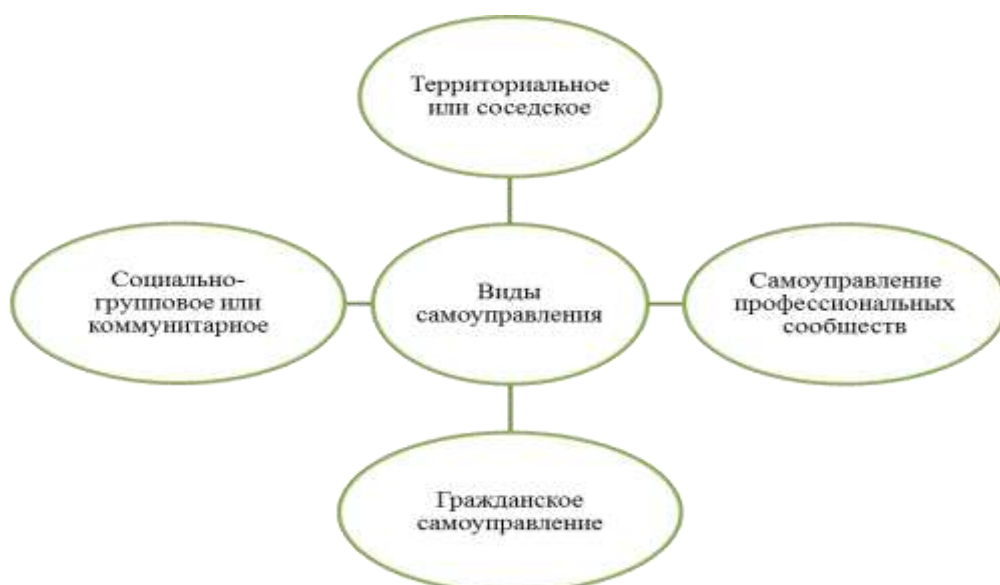 Территориальное
или соседское
Социально-
групповое или
коммунитарное
Виды
самоуправления
Самоуправление
профессиональных
сообществ
Гражданское
самоуправление